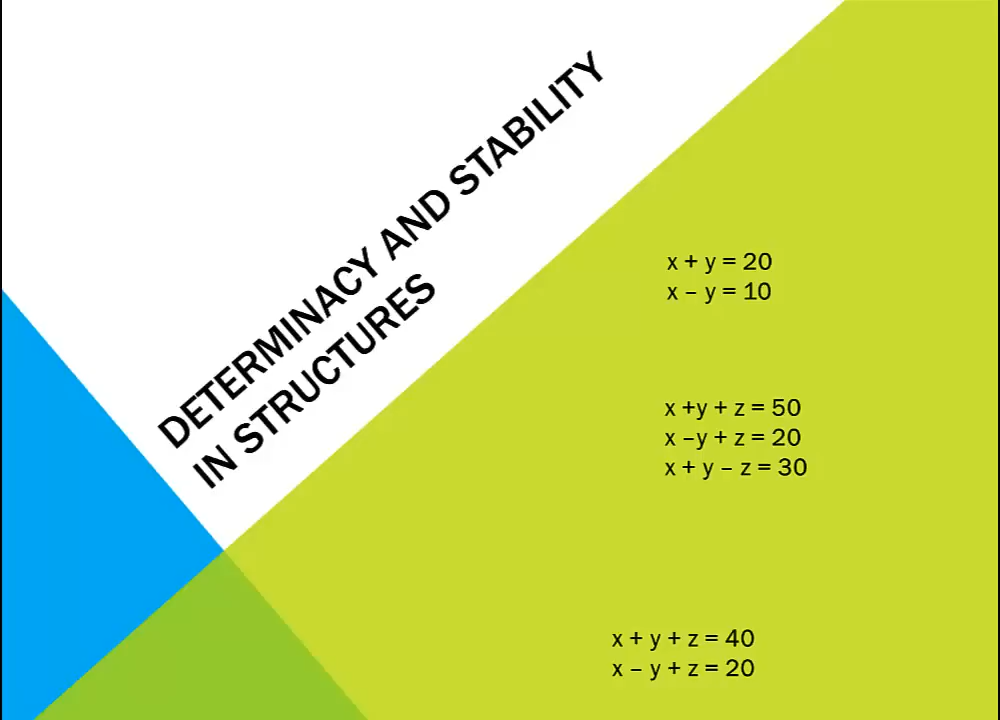 DETERMINACY AND STABILITY
IN STRUCTURES
x + y = 20
x – y = 10
x +y + z = 50
x –y + z = 20
x + y – z = 30
x + y + z = 40
x – y + z = 20